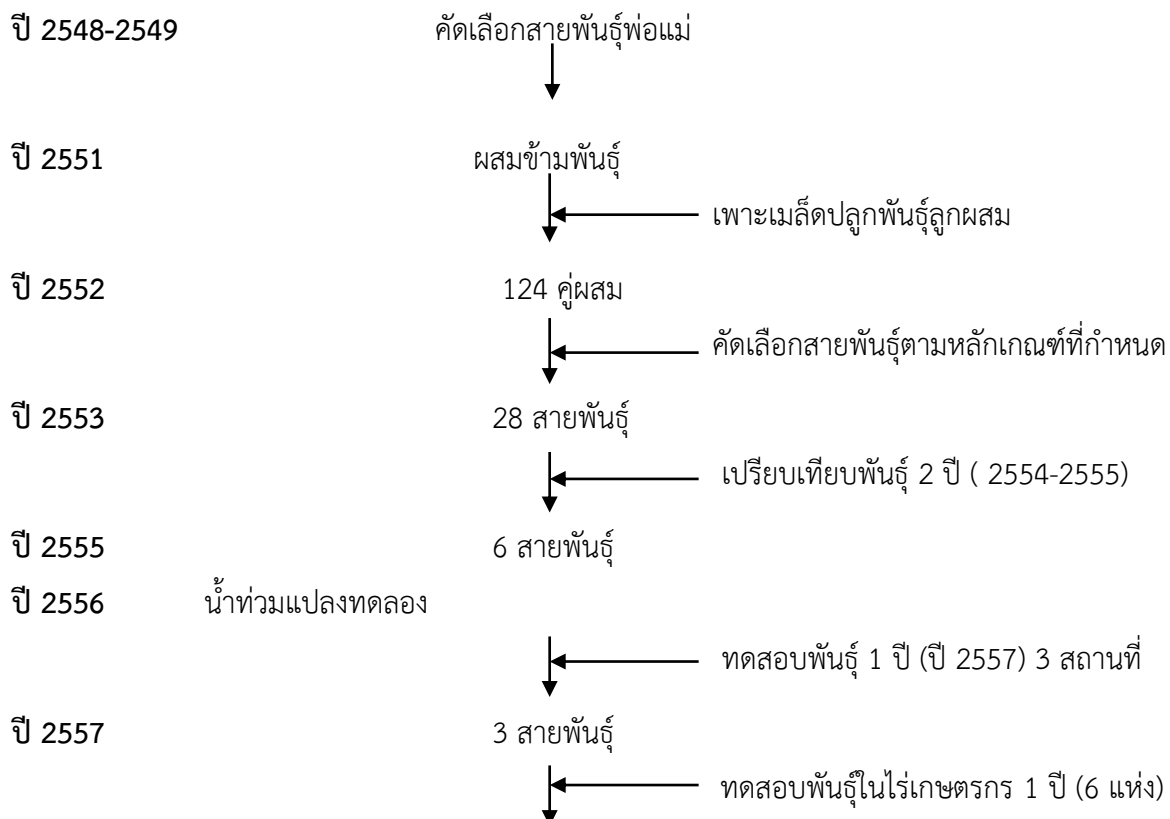 ปี 2548-2549 คัดเลือกสายพันธุ์พ่อแม่
ปี 2551 ผสมข้ามพันธุ์
เพาะเมล็ดปลูกพันธุ์ลูกผสม
ปี 2552 124 คู่ผสม
คัดเลือกสายพันธุ์ตามหลักเกณฑ์ที่กำหนด
ปี 2553 28 สายพันธุ์
เปรียบเทียบพันธุ์ 2 ปี ( 2554-2555)
ปี 2555 6 สายพันธุ์
ปี 2556 น้ำท่วมแปลงทดลอง
ทดสอบพันธุ์ 1 ปี (ปี 2557) 3 สถานที่
ปี 2557 3 สายพันธุ์
ทดสอบพันธุ์ในไร่เกษตรกร 1 ปี (6 แห่ง)